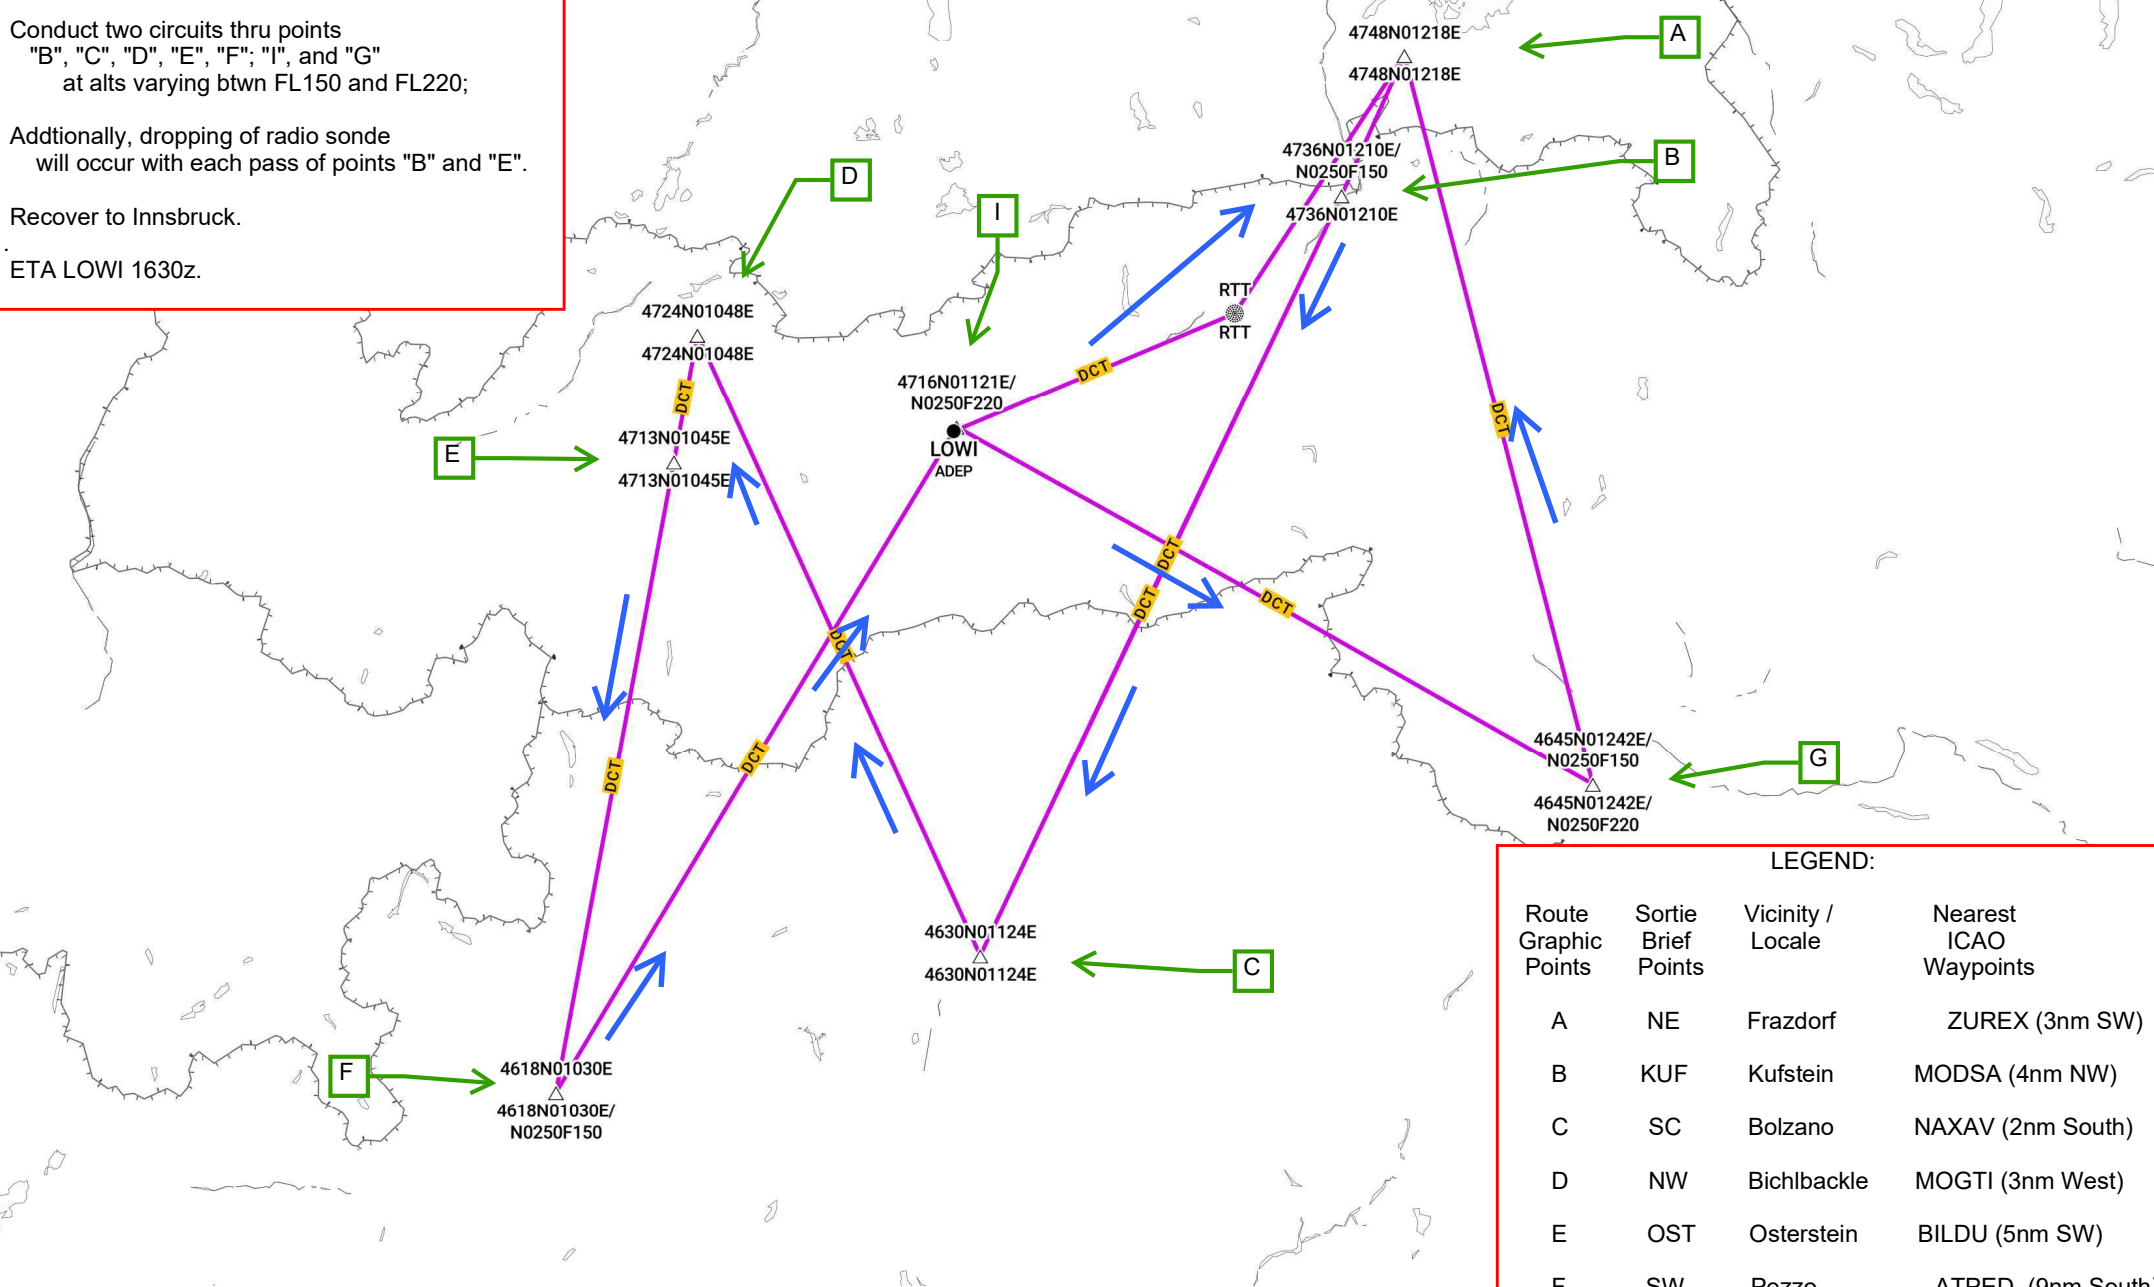 Conduct two circuits thru points
"B", "C", "D", "E", "F"; "I", and "G"
at alts varying btwn FL150 and FL220;
Addtionally, dropping of radio sonde
will occur with each pass of points "B" and "E".
Recover to Innsbruck.
.
ETA LOWI 1630z.
4748N01218E
4748N01218E
A
4736N01210E/
N0250F150
4736N01210E
B
D
I
RTT
RTT
4724N01048E
4724N01048E
DCT
DCT
4716N01121E/
N0250F220
LOWI
ADEP
4713N01045E
4713N01045E
E
DCT
DCT
DCT
DCT
DCT
DCT
DCT
4645N01242E/
N0250F150
4645N01242E/
N0250F220
G
4630N01124E
4630N01124E
C
4618N01030E
4618N01030E/
N0250F150
F
LEGEND:
Route Sortie Vicinity / Nearest
Graphic Brief Locale ICAO
Points Points Waypoints
A NE Frazdorf ZUREX (3nm SW)
B KUF Kufstein MODSA (4nm NW)
C SC Bolzano NAXAV (2nm South)
D NW Bichlbackle MOGTI (3nm West)
E OST Osterstein BILDU (5nm SW)
F SW